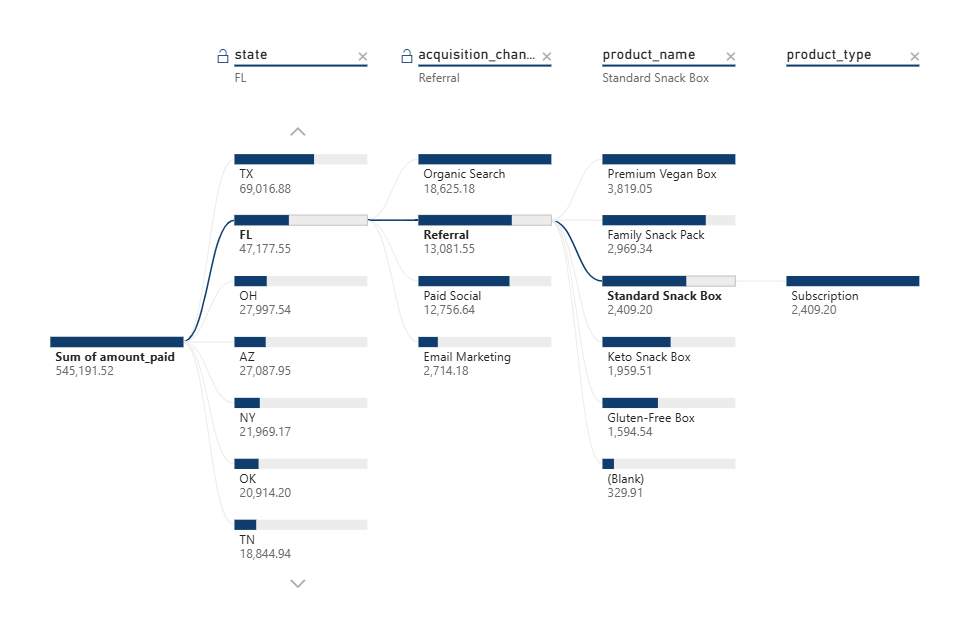 state
FL
acquisition_chan...
Referral
product_name
Standard Snack Box
product_type
TX
69,016.88
FL
47,177.55
OH
27,997.54
AZ
27,087.95
NY
21,969.17
OK
20,914.20
TN
18,844.94
Sum of amount_paid
545,191.52
Organic Search
18,625.18
Referral
13,081.55
Paid Social
12,756.64
Email Marketing
2,714.18
Premium Vegan Box
3,819.05
Family Snack Pack
2,969.34
Standard Snack Box
2,409.20
Keto Snack Box
1,959.51
Gluten-Free Box
1,594.54
(Blank)
329.91
Subscription
2,409.20